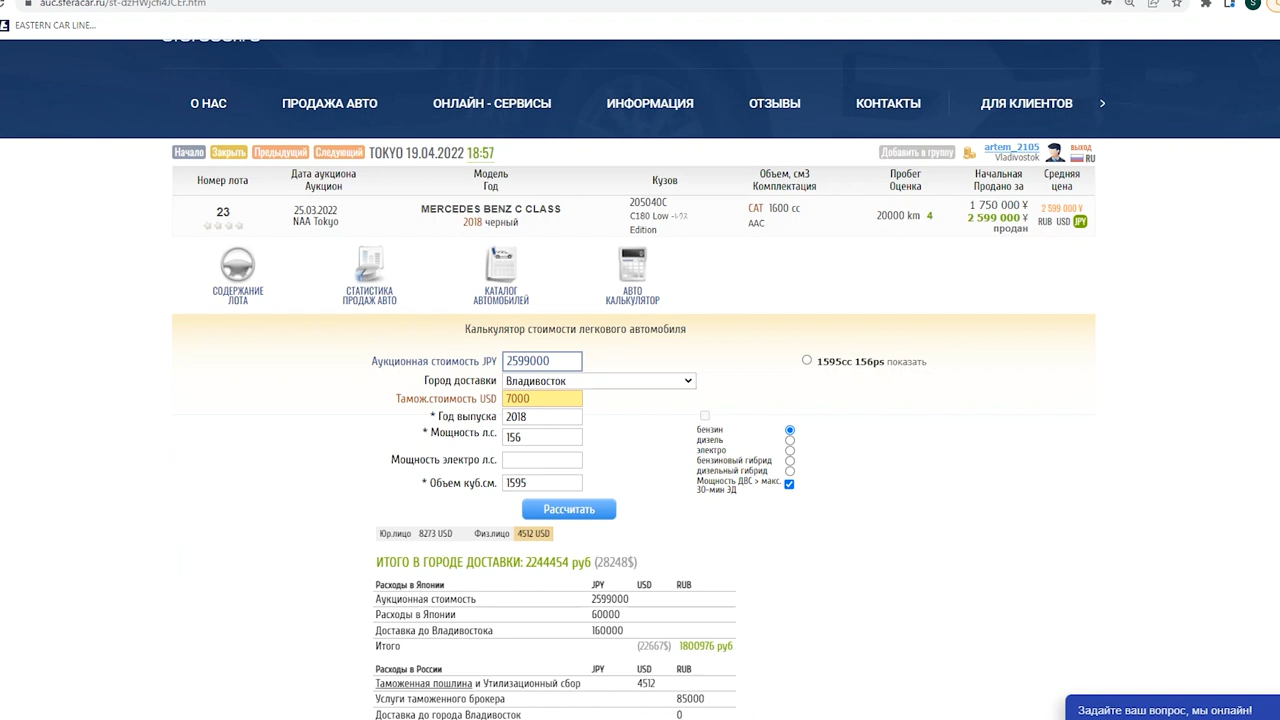 auc.sferacar.ru/st-dzHWjcfi4JCEr.htm
EASTERN CAR LINE...
О НАС ПРОДАЖА АВТО ОНЛАЙН - СЕРВИСЫ ИНФОРМАЦИЯ ОТЗЫВЫ КОНТАКТЫ ДЛЯ КЛИЕНТОВ >
Начало Закрыть Предыдущий Следующий TOKYO 19.04.2022 18:57 Добавить в группу artem_2105 выход
Vladivostok RU
Номер лота Дата аукциона Модель Кузов Объем, см3 Пробег Начальная Средняя
Аукцион Год Комплектация Оценка Продано за цена
23 25.03.2022 MERCEDES BENZ C CLASS 205040C CAT 1600 cc 20000 km 4 1 750 000 ¥ 2 599 000 ¥
NAA Tokyo 2018 черный C180 Low -レウス AAC 2 599 000 ¥ RUB USD JPY
Edition продан
СОДЕРЖАНИЕ СТАТИСТИКА КАТАЛОГ АВТО
ЛОТА ПРОДАЖ АВТО АВТОМОБИЛЕЙ КАЛЬКУЛЯТОР
Калькулятор стоимости легкового автомобиля
Аукционная стоимость JPY 2599000 1595cc 156ps показать
Город доставки Владивосток
Тамож.стоимость USD 7000
* Год выпуска 2018
* Мощность л.с. 156
бензин
дизель
электро
бензиновый гибрид
дизельный гибрид
Мощность ДВС > макс.
30-мин ЭД
Мощность электро л.с.
* Объем куб.см. 1595
Рассчитать
Юр.лицо 8273 USD Физ.лицо 4512 USD
ИТОГО В ГОРОДЕ ДОСТАВКИ: 2244454 руб (28248$)
Расходы в Японии JPY USD RUB
Аукционная стоимость 2599000
Расходы в Японии 60000
Доставка до Владивостока 160000
Итого (22667$) 1800976 руб
Расходы в России JPY USD RUB
Таможенная пошлина и Утилизационный сбор 4512
Услуги таможенного брокера 85000
Доставка до города Владивосток 0
Задайте ваш вопрос, мы онлайн!